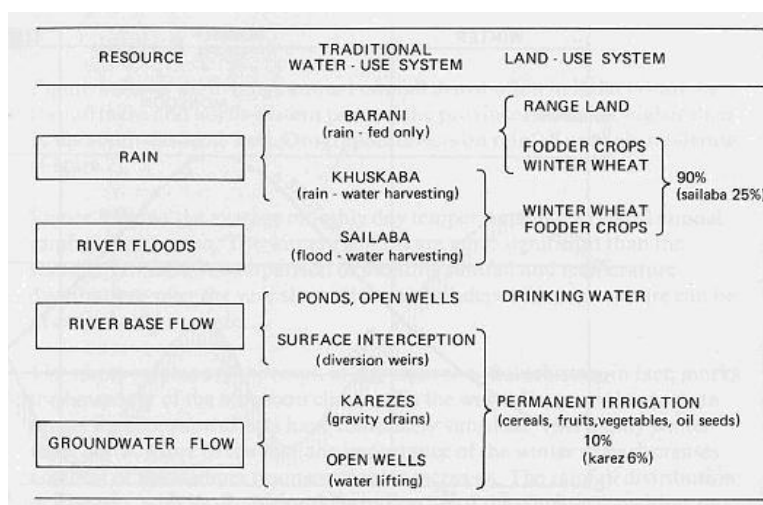 RESOURCE
TRADITIONAL
WATER - USE SYSTEM
LAND - USE SYSTEM
BARANI
(rain - fed only)
RANGE LAND
FODDER CROPS
WINTER WHEAT
RAIN
KHUSKABA
(rain - water harvesting)
90%
(sailaba 25%)
WINTER WHEAT
FODDER CROPS
RIVER FLOODS
SAILABA
(flood - water harvesting)
PONDS, OPEN WELLS
DRINKING WATER
RIVER BASE FLOW
SURFACE INTERCEPTION
(diversion weirs)
KAREZES
(gravity drains)
PERMANENT IRRIGATION
(cereals, fruits,vegetables, oil seeds)
10%
(karez 6%)
GROUNDWATER FLOW
OPEN WELLS
(water lifting)